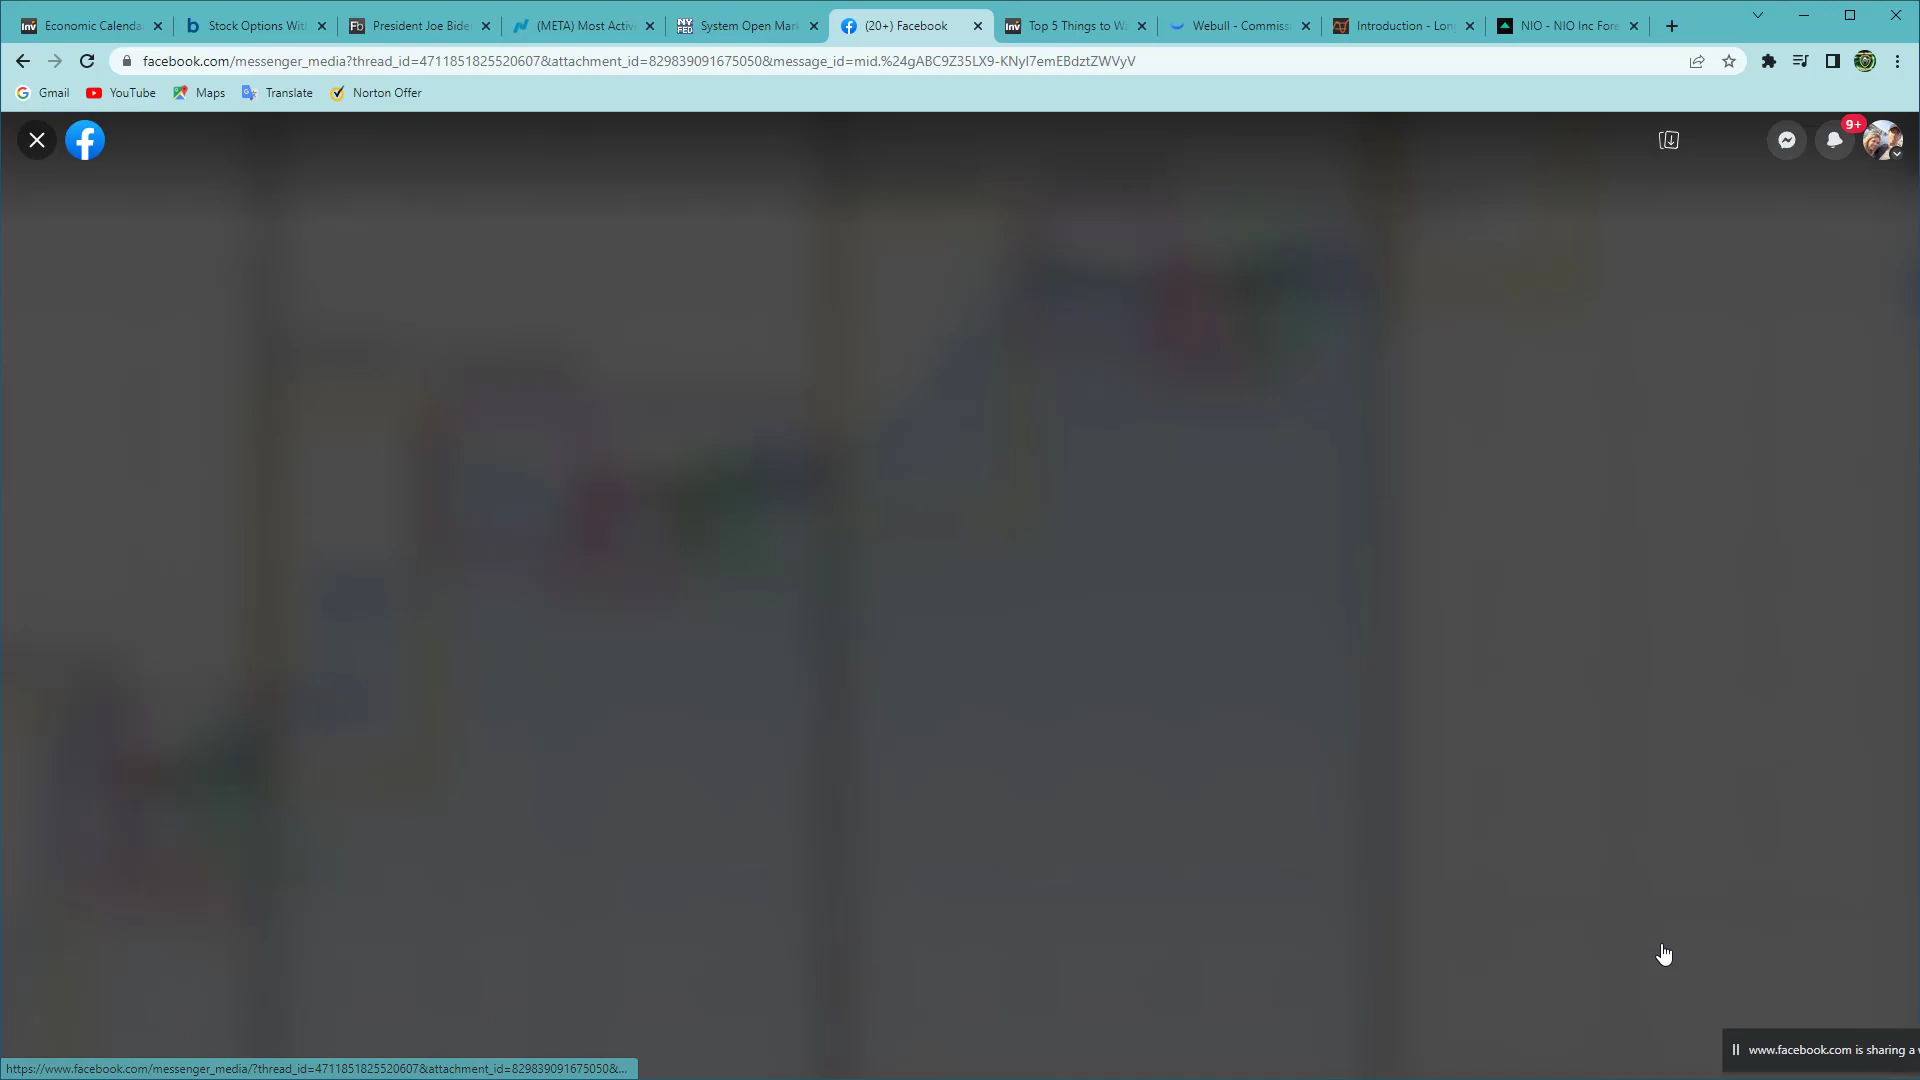 Economic Calenda
Stock Options Wit
President Joe Bide
(META) Most Activ
System Open Mar
(20+) Facebook
Top 5 Things to W
Webull - Commiss
Introduction - Lon
NIO - NIO Inc Fore
facebook.com/messenger_media?thread_id=4711851825520607&attachment_id=829839091675050&message_id=mid.%24gABC9Z35LX9-KNyI7emEBdztZWVyV
Gmail
YouTube
Maps
Translate
Norton Offer
9+
www.facebook.com is sharing a
https://www.facebook.com/messenger_media/?thread_id=4711851825520607&attachment_id=829839091675050&...